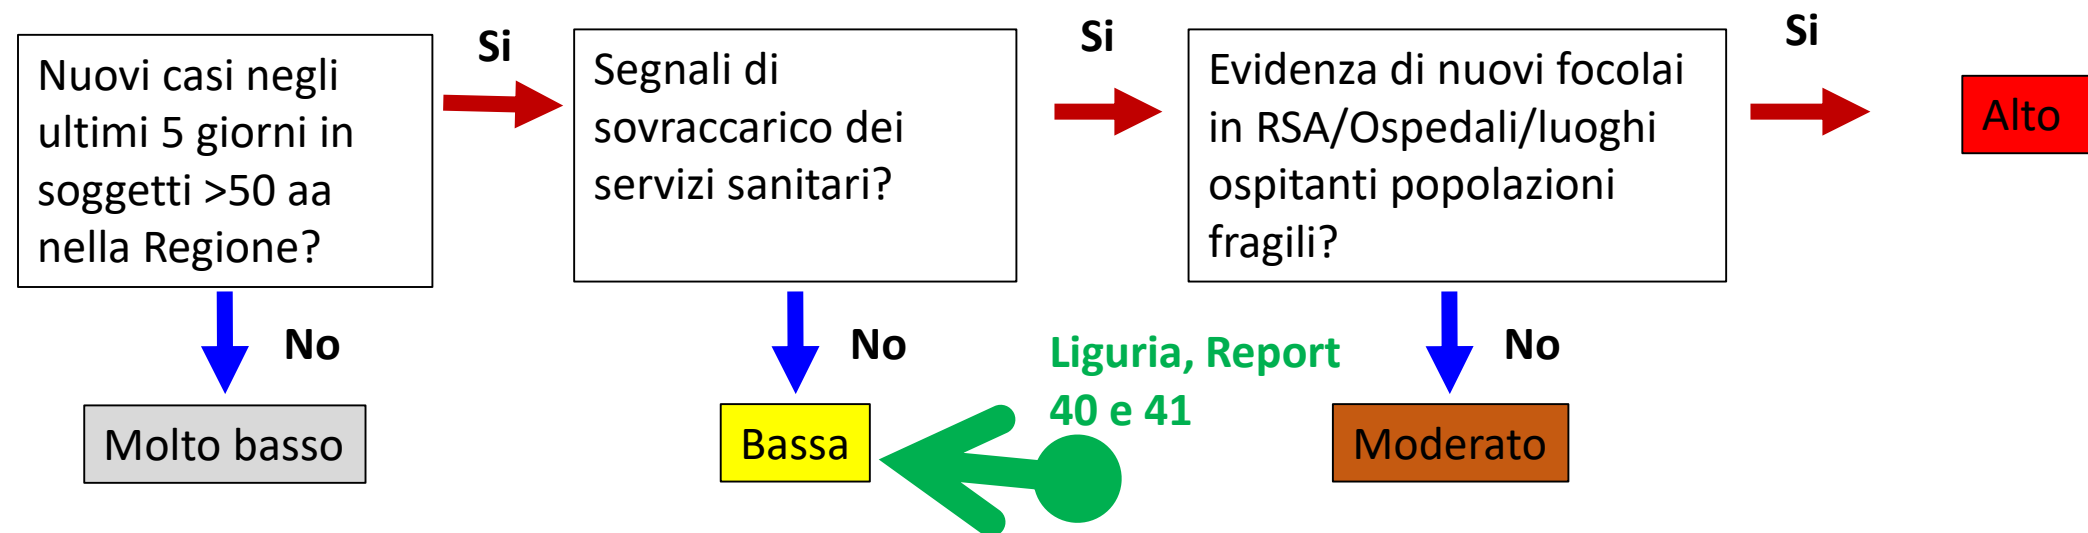 Nuovi casi negli
ultimi 5 giorni in
soggetti >50 aa
nella Regione?
Si
Segnali di
sovraccarico dei
servizi sanitari?
Si
Evidenza di nuovi focolai
in RSA/Ospedali/luoghi
ospitanti popolazioni
fragili?
Si
Alto
No
No
Liguria, Report
40 e 41
No
Molto basso
Bassa
Moderato